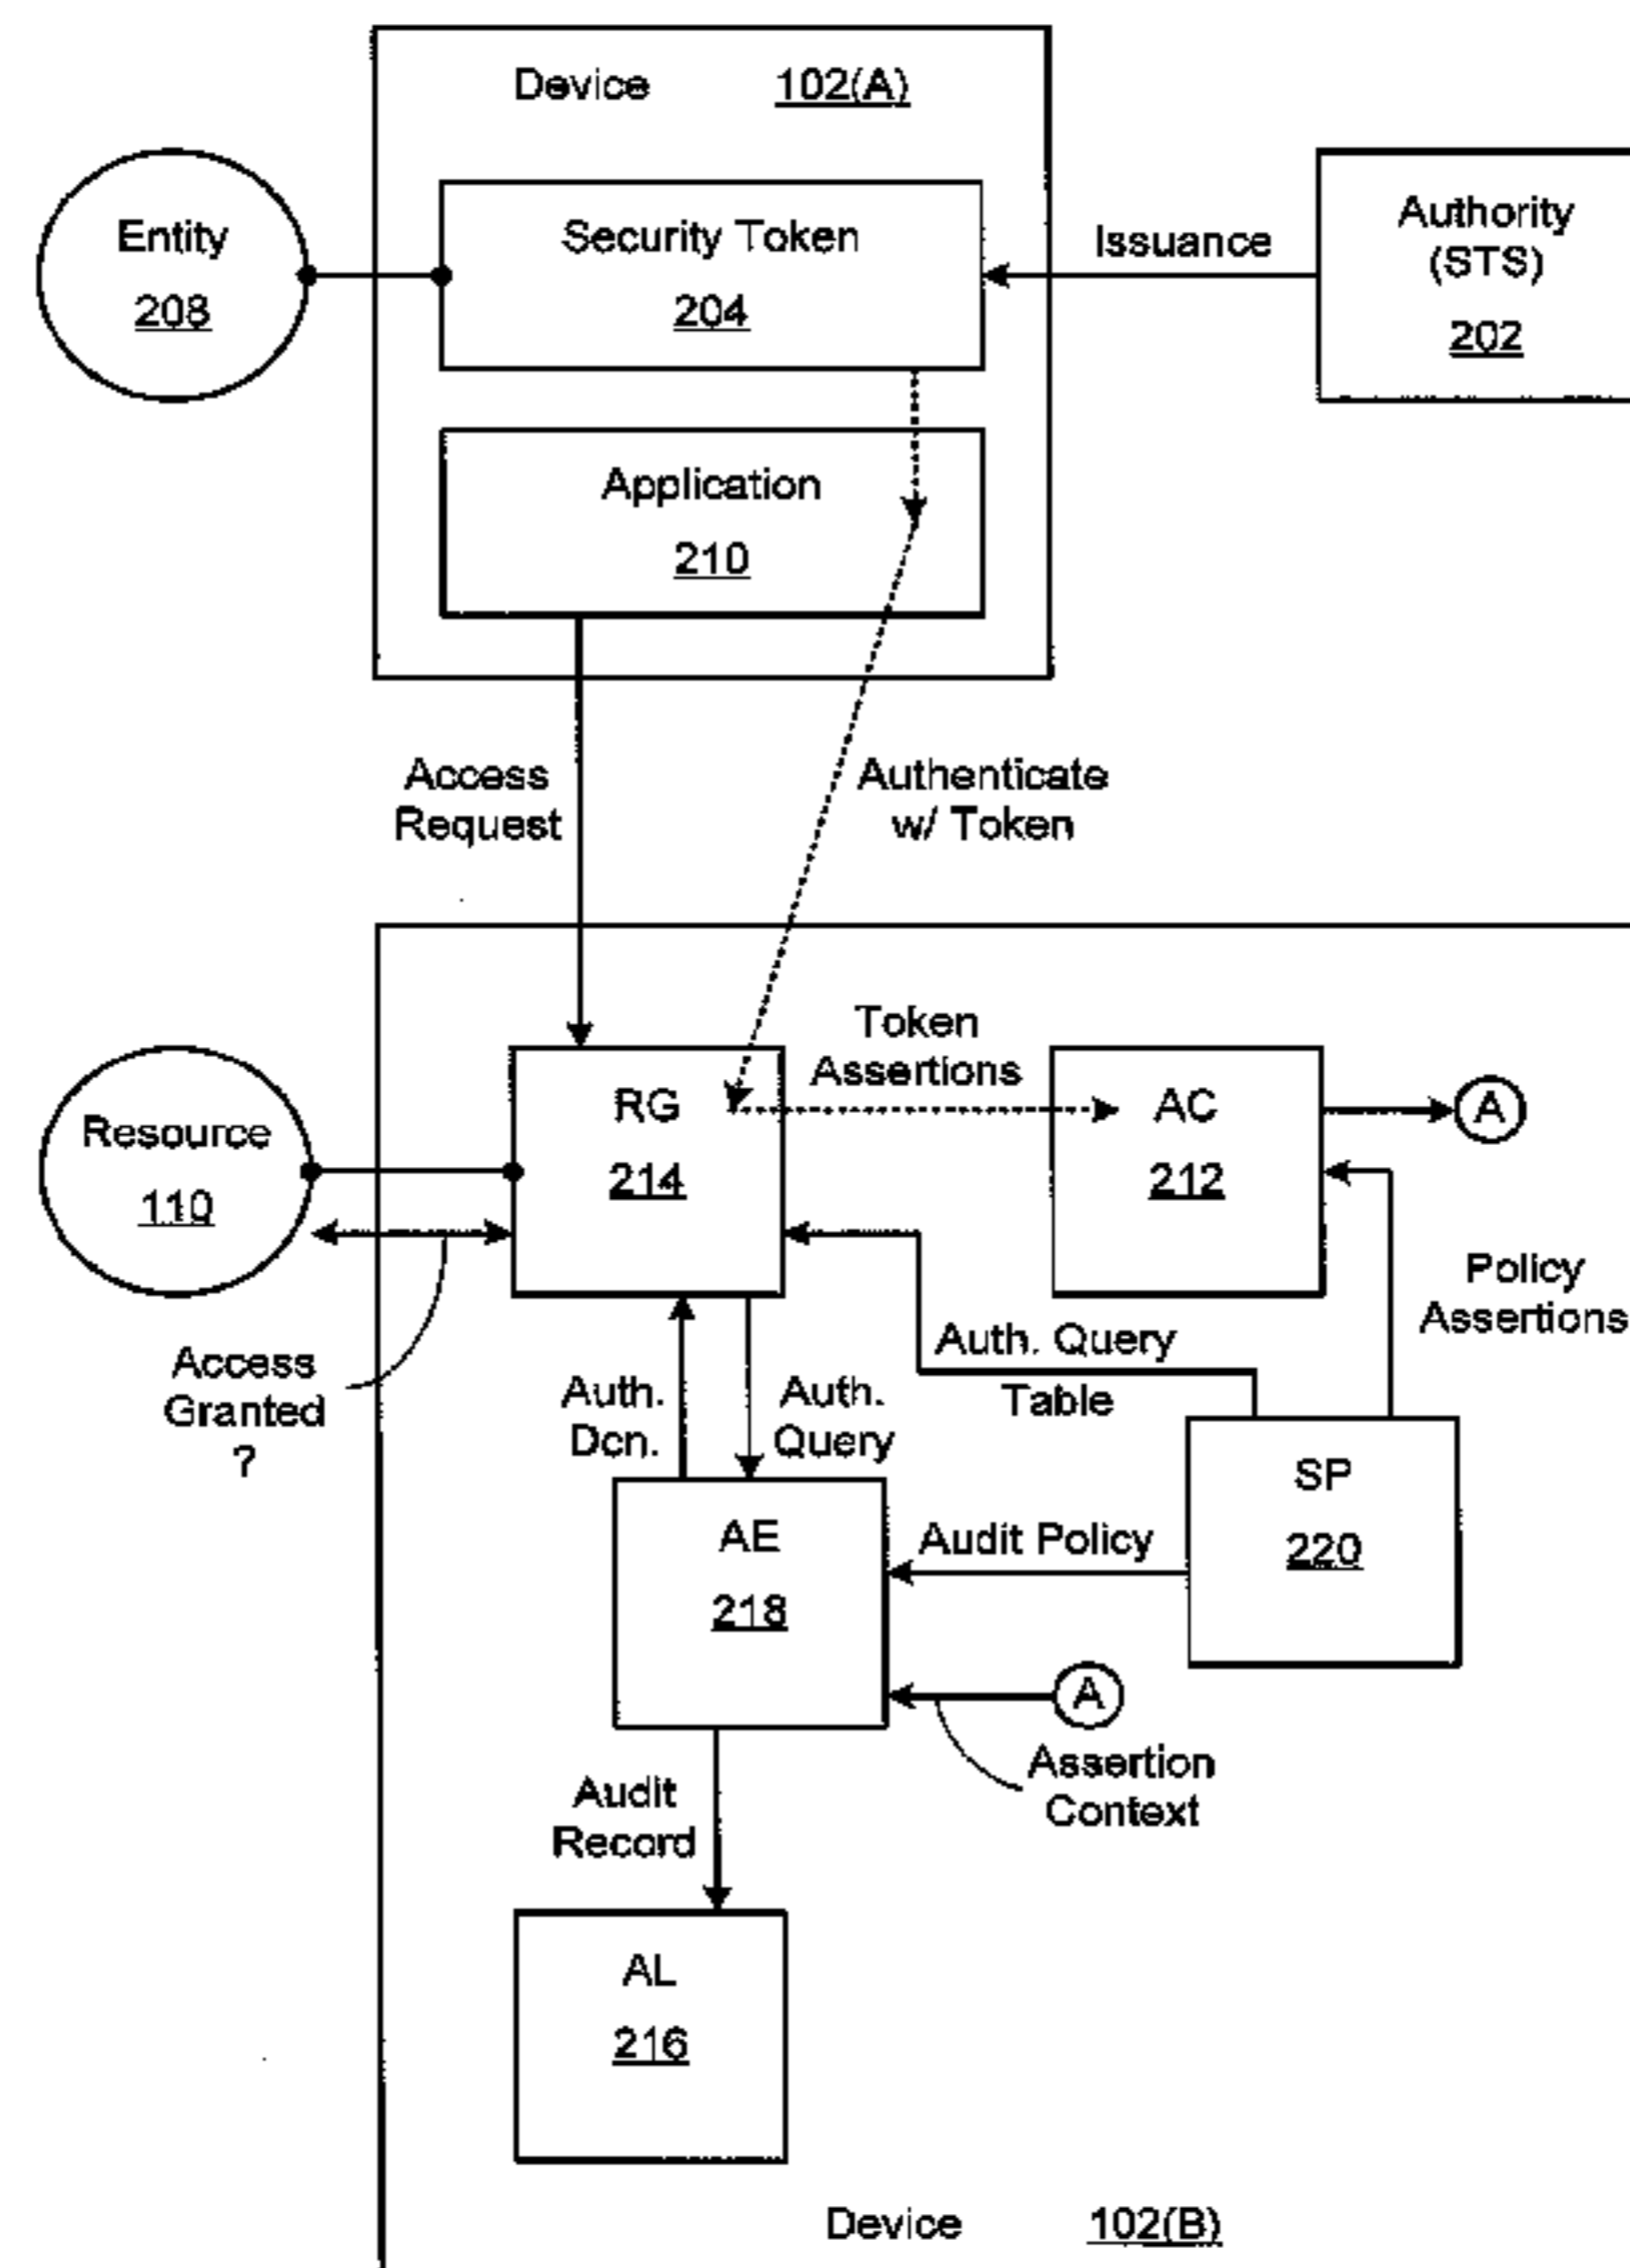 Device 102(A)
Entity
208
Security Token
204
Issuance
Authority
(STS)
202
Application
210
Access
Request
Authenticate
w/ Token
Token
Assertions
RG
214
AC
212
A
Resource
110
Policy
Assertions
Access
Granted
?
Auth.
Dcn.
Auth.
Query
Auth. Query
Table
SP
220
AE
218
Audit Policy
A
Assertion
Context
Audit
Record
AL
216
Device 102(B)